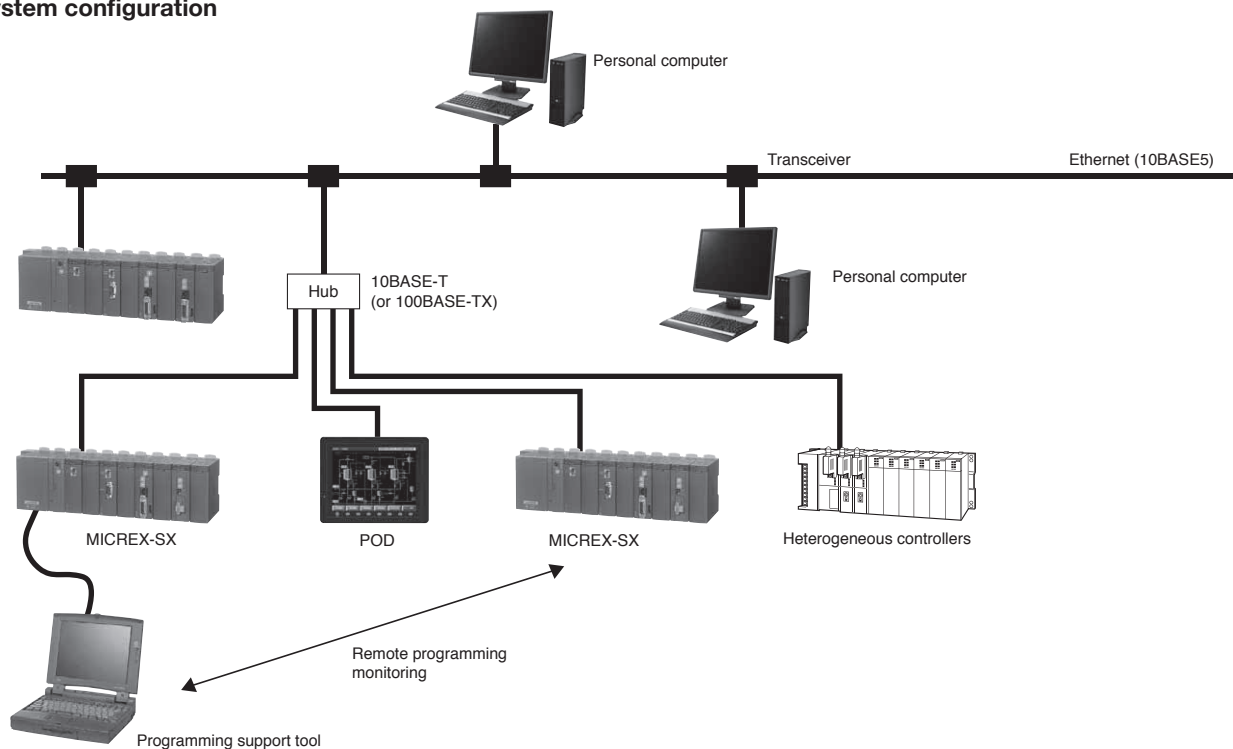 ystem configuration
Personal computer
Transceiver
Ethernet (10BASE5)
Hub
10BASE-T
(or 100BASE-TX)
Personal computer
MICREX-SX
POD
MICREX-SX
Heterogeneous controllers
Remote programming
monitoring
Programming support tool